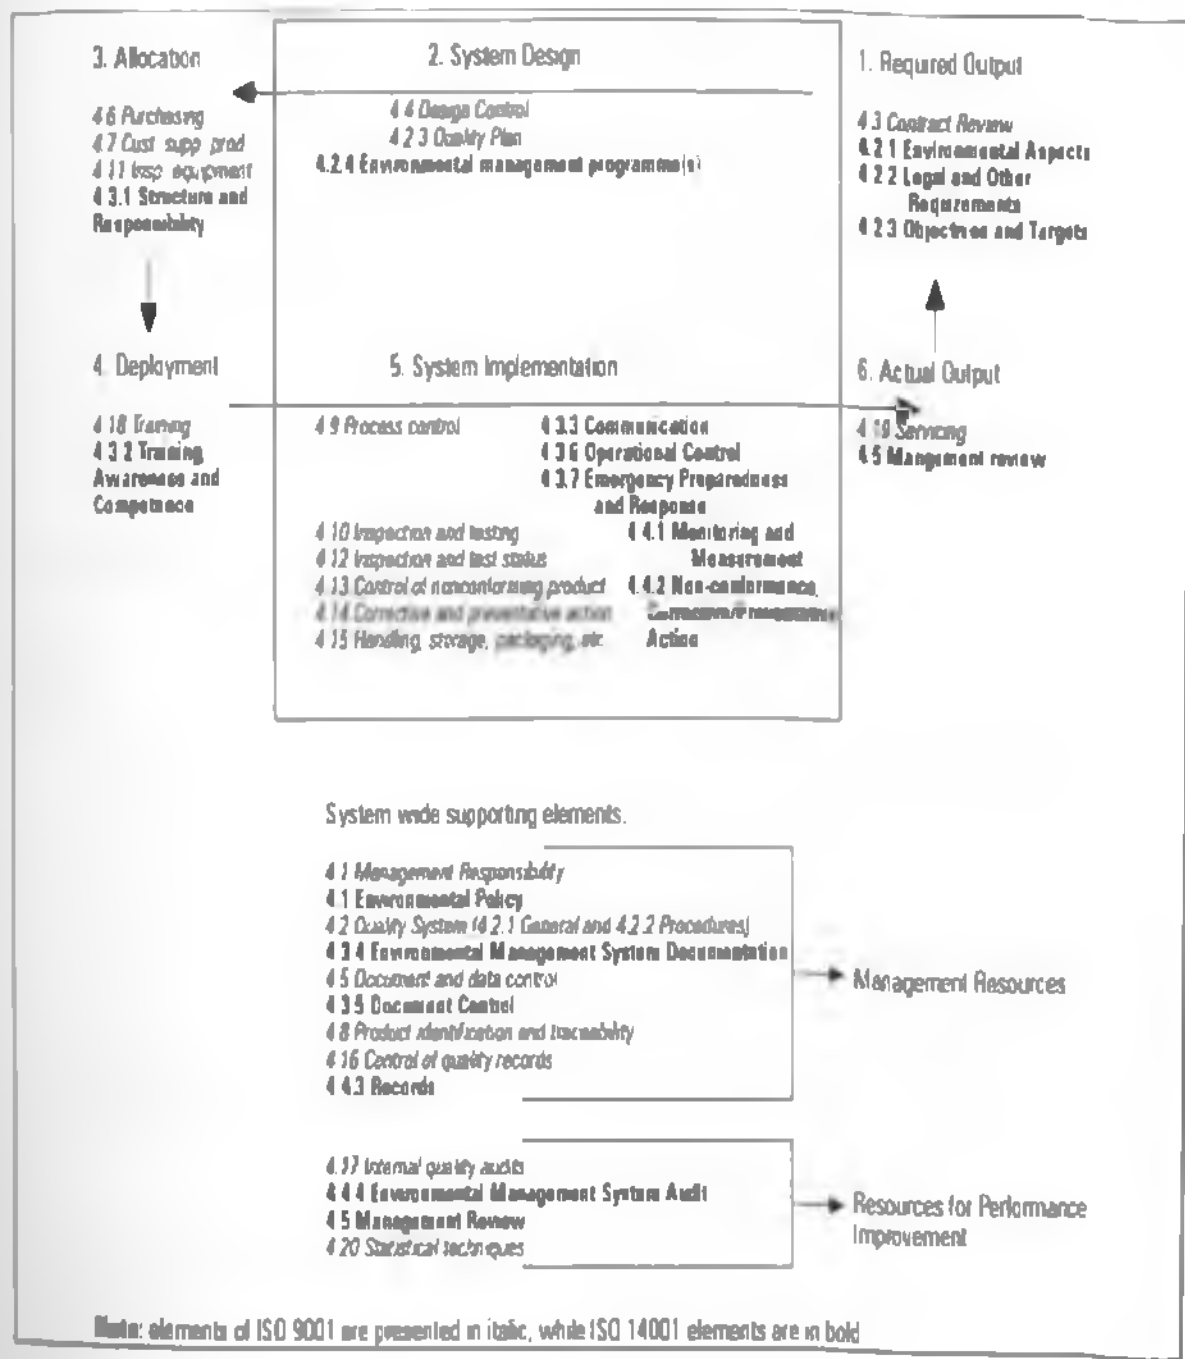 3. Allocation
4.6 Purchasing
4.7 Cust. supp. prod
4.11 Insp. equipment
4.3.1 Structure and
Responsibility
2. System Design
4.4 Design Control
4.2.3 Quality Plan
4.2.4 Environmental management programme(s)
1. Required Output
4.3 Contract Review
4.2.1 Environmental Aspects
4.2.2 Legal and Other
Requirements
4.2.3 Objectives and Targets
4. Deployment
4.18 Training
4.3.2 Training,
Awareness and
Competence
5. System Implementation
4.9 Process control
4.3.3 Communication
4.3.6 Operational Control
4.3.7 Emergency Preparedness
and Response
4.10 Inspection and testing
4.12 Inspection and test status
4.13 Control of nonconforming product
4.14 Corrective and preventative action
4.15 Handling, storage, packaging, etc.
4.4.1 Monitoring and
Measurement
4.4.2 Non-conformance,
Action
6. Actual Output
4.19 Servicing
4.5 Mangement review
System wide supporting elements.
4.1 Management Responsibility
4.1 Environmental Policy
4.2 Quality System (4.2.1 General and 4.2.2 Procedures)
4.3.4 Environmental Management System Documentation
4.5 Document and data control
4.3.5 Document Control
4.8 Product identification and traceability
4.16 Control of quality records
4.4.3 Records
Management Resources
4.17 Internal quality audits
4.4.4 Environmental Management System Audit
4.5 Management Review
4.20 Statistical techniques
Resources for Performance
Improvement
Note: elements of ISO 9001 are presented in italic, while ISO 14001 elements are in bold